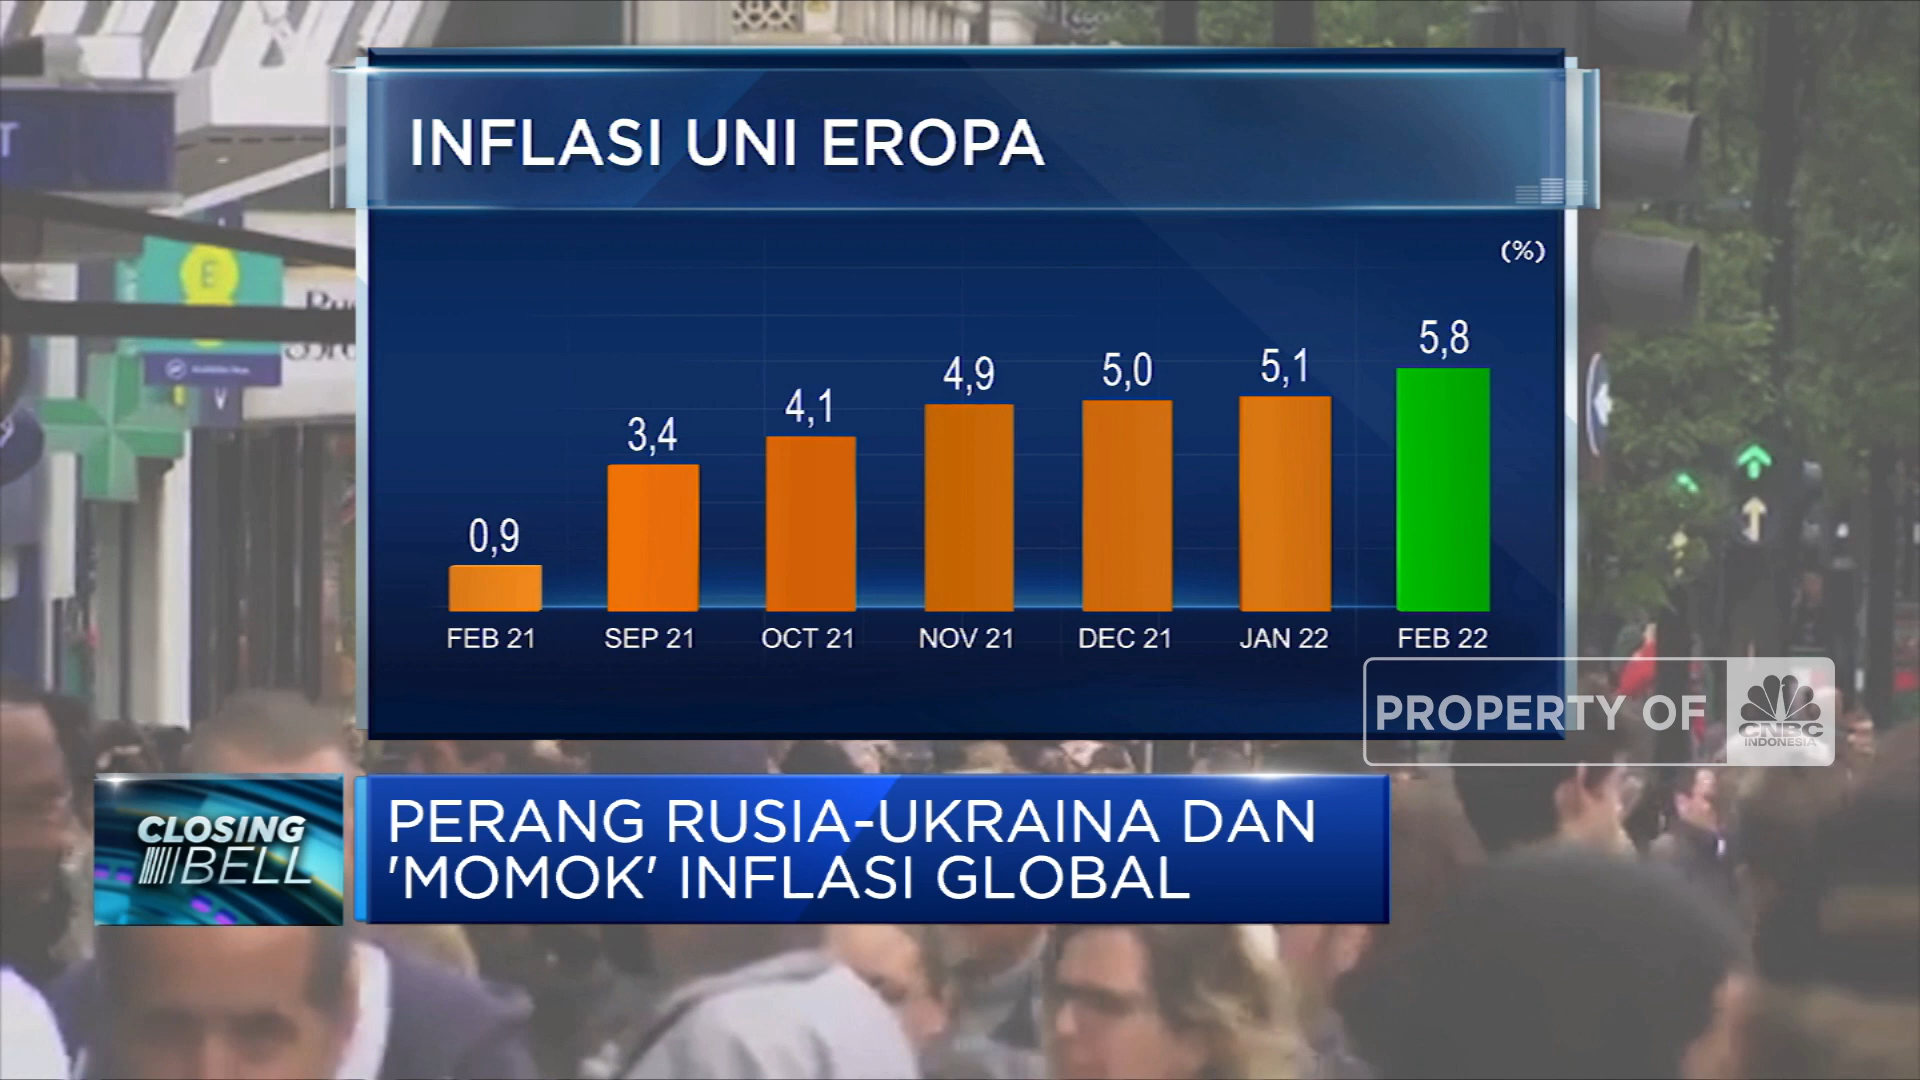 INFLASI UNI EROPA
(%)
0,9
3,4
4,1
4,9
5,0
5,1
5,8
FEB 21
SEP 21
OCT 21
NOV 21
DEC 21
JAN 22
FEB 22
PROPERTY OF
CNBC
INDONESIA
CLOSING
BELL
PERANG RUSIA-UKRAINA DAN
'MOMOK' INFLASI GLOBAL
T
E